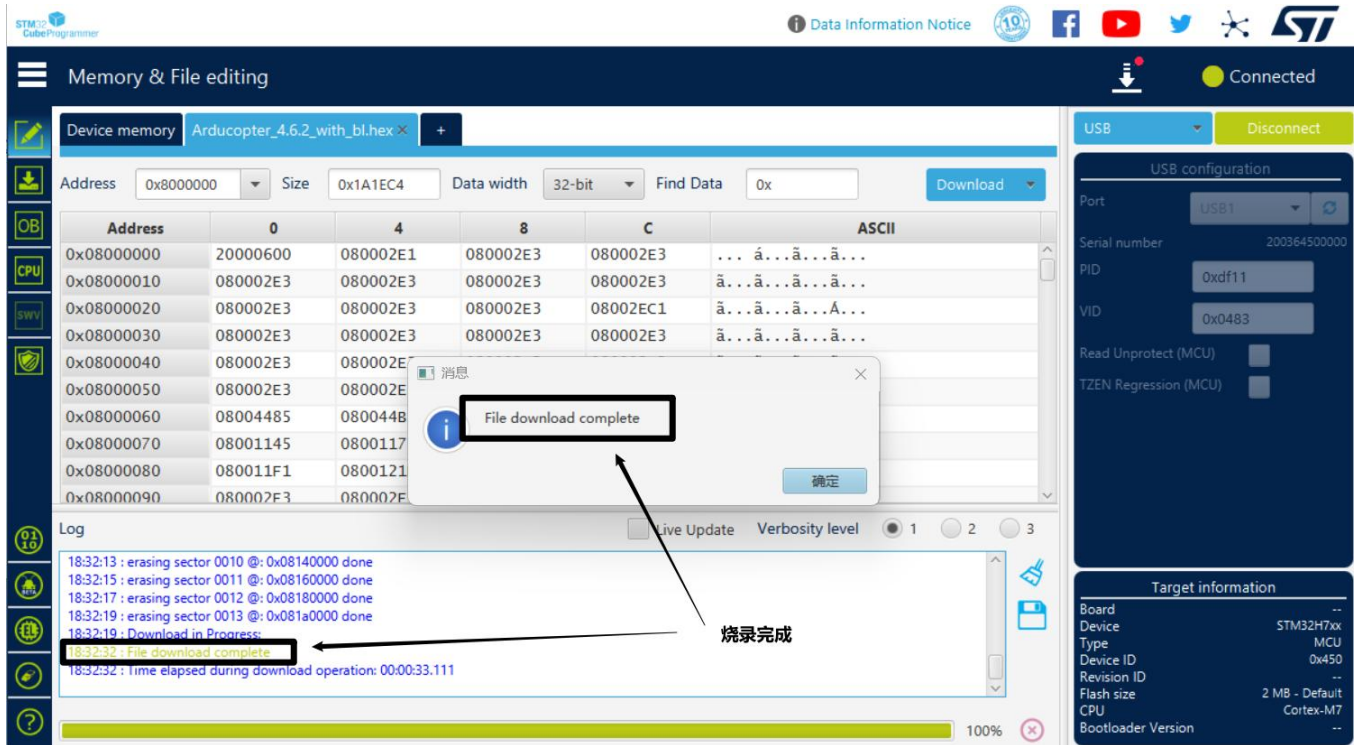 STM32
CubeProgrammer
Data Information Notice
Memory & File editing
Connected
Device memory Arducopter_4.6.2_with_bl.hex × +
Address 0x8000000 Size 0x1A1EC4 Data width 32-bit Find Data 0x Download
Address 0 4 8 C ASCII
0x08000000 20000600 080002E1 080002E3 080002E3 ... á...ã...ã...
0x08000010 080002E3 080002E3 080002E3 080002E3 ã...ã...ã...ã...
0x08000020 080002E3 080002E3 080002E3 08002EC1 ã...ã...ã...Á...
0x08000030 080002E3 080002E3 080002E3 080002E3 ã...ã...ã...ã...
0x08000040 080002E3 080002E
0x08000050 080002E3 080002E
0x08000060 08004485 080044B
0x08000070 08001145 0800117
0x08000080 080011F1 0800121
0x08000090 080002E3 080002E
消息
File download complete
确定
Log Live Update Verbosity level 1 2 3
18:32:13 : erasing sector 0010 @: 0x08140000 done
18:32:15 : erasing sector 0011 @: 0x08160000 done
18:32:17 : erasing sector 0012 @: 0x08180000 done
18:32:19 : erasing sector 0013 @: 0x081a0000 done
18:32:19 : Download in Progress:
18:32:32 : File download complete
18:32:32 : Time elapsed during download operation: 00:00:33.111
烧录完成
100%
OB
CPU
SWV
USB Disconnect
USB configuration
Port USB1
Serial number 200364500000
PID 0xdf11
VID 0x0483
Read Unprotect (MCU)
TZEN Regression (MCU)
Target information
Board --
Device STM32H7xx
Type MCU
Device ID 0x450
Revision ID --
Flash size 2 MB - Default
CPU Cortex-M7
Bootloader Version --